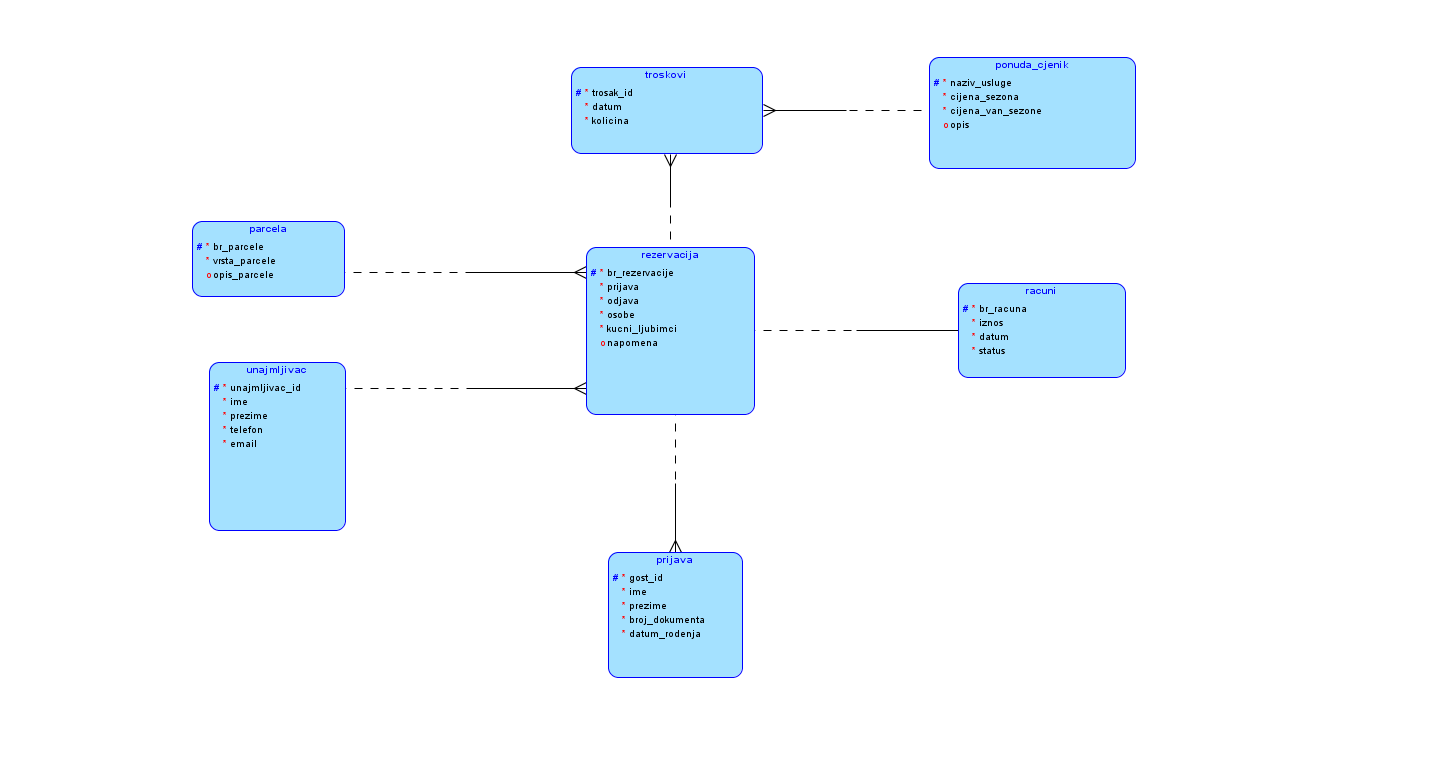 troskovi
# * trosak_id
* datum
* kolicina
ponuda_cjenik
# * naziv_usluge
* cijena_sezona
* cijena_van_sezone
o opis
parcela
# * br_parcele
* vrsta_parcele
o opis_parcele
rezervacija
# * br_rezervacije
* prijava
* odjava
* osobe
* kucni_ljubimci
o napomena
racuni
# * br_racuna
* iznos
* datum
* status
unajmljivac
# * unajmljivac_id
* ime
* prezime
* telefon
* email
prijava
# * gost_id
* ime
* prezime
* broj_dokumenta
* datum_rodenja